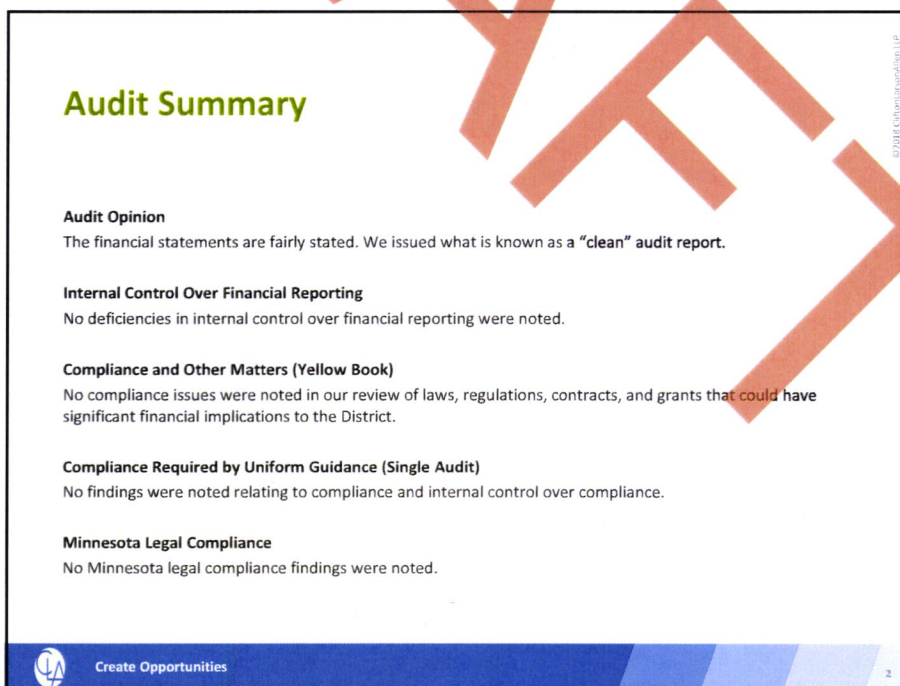 Audit Summary
Audit Opinion
The financial statements are fairly stated. We issued what is known as a “clean” audit report.
Internal Control Over Financial Reporting
No deficiencies in internal control over financial reporting were noted.
Compliance and Other Matters (Yellow Book)
No compliance issues were noted in our review of laws, regulations, contracts, and grants that could have
significant financial implications to the District.
Compliance Required by Uniform Guidance (Single Audit)
No findings were noted relating to compliance and internal control over compliance.
Minnesota Legal Compliance
No Minnesota legal compliance findings were noted.
CLA
Create Opportunities
2
©2018 CliftonLarsonAllen LLP